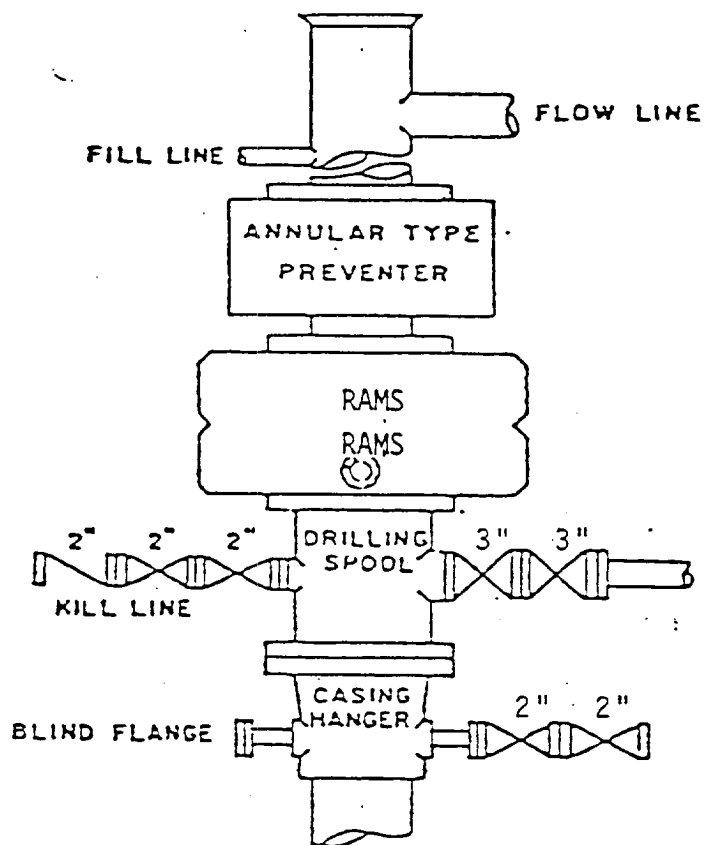 FLOW LINE
FILL LINE
ANNULAR TYPE
PREVENTER
RAMS
RAMS
2" 2" 2"
DRILLING
SPOOL
3" 3"
KILL LINE
CASING
HANGER
2" 2"
BLIND FLANGE